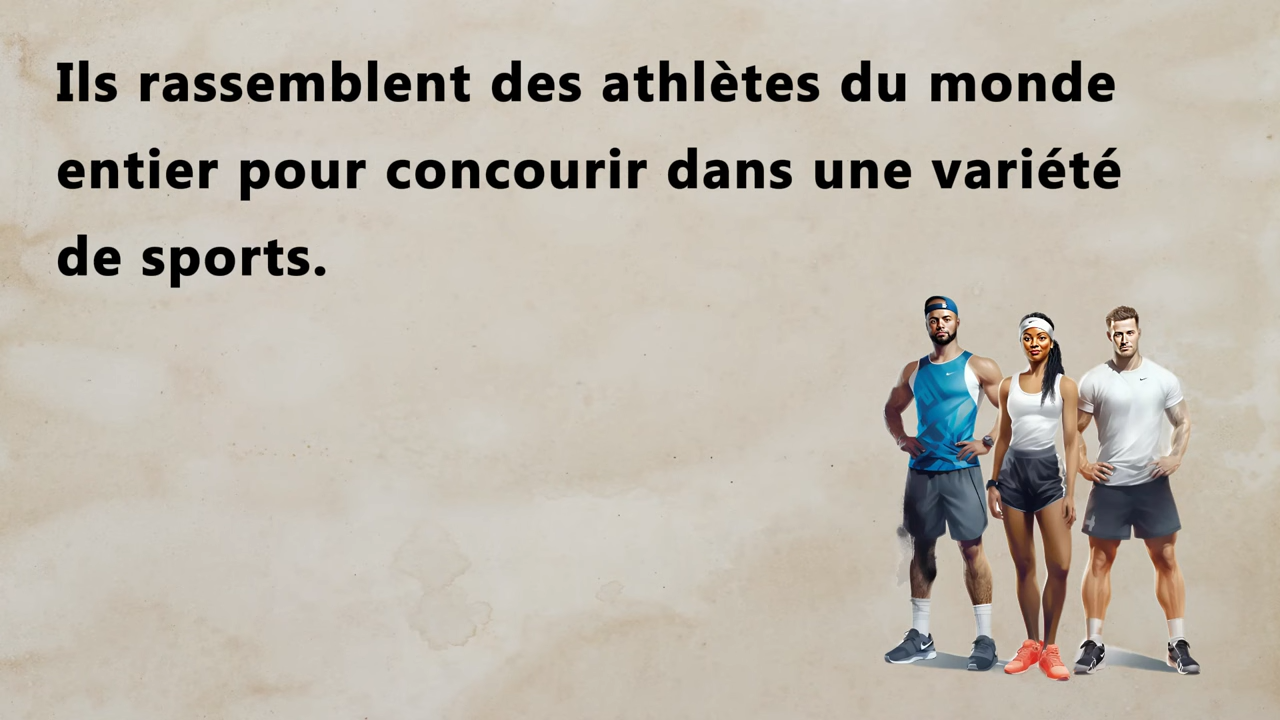 Ils rassemblent des athlètes du monde
entier pour concourir dans une variété
de sports.